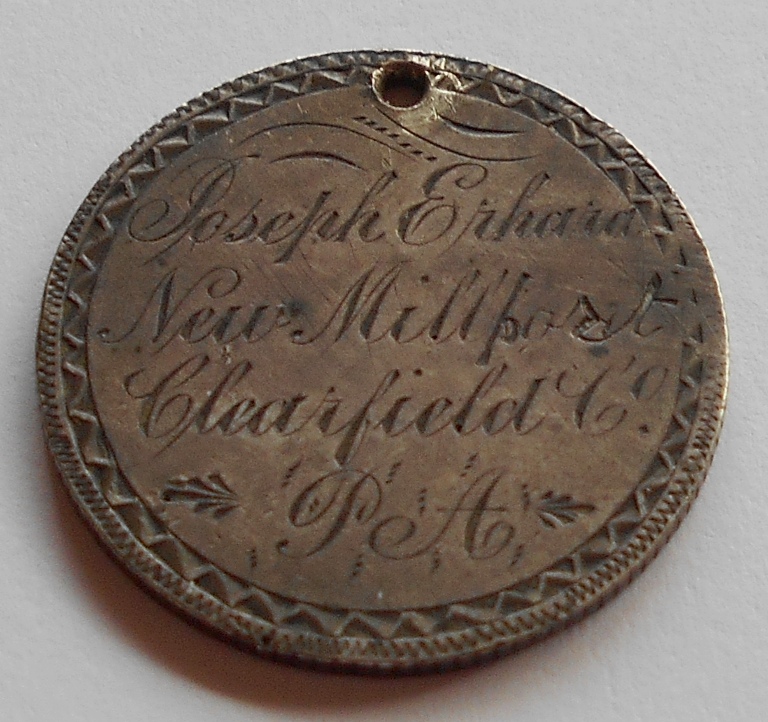 Joseph Erhard
New Millport
Clearfield Co.
PA